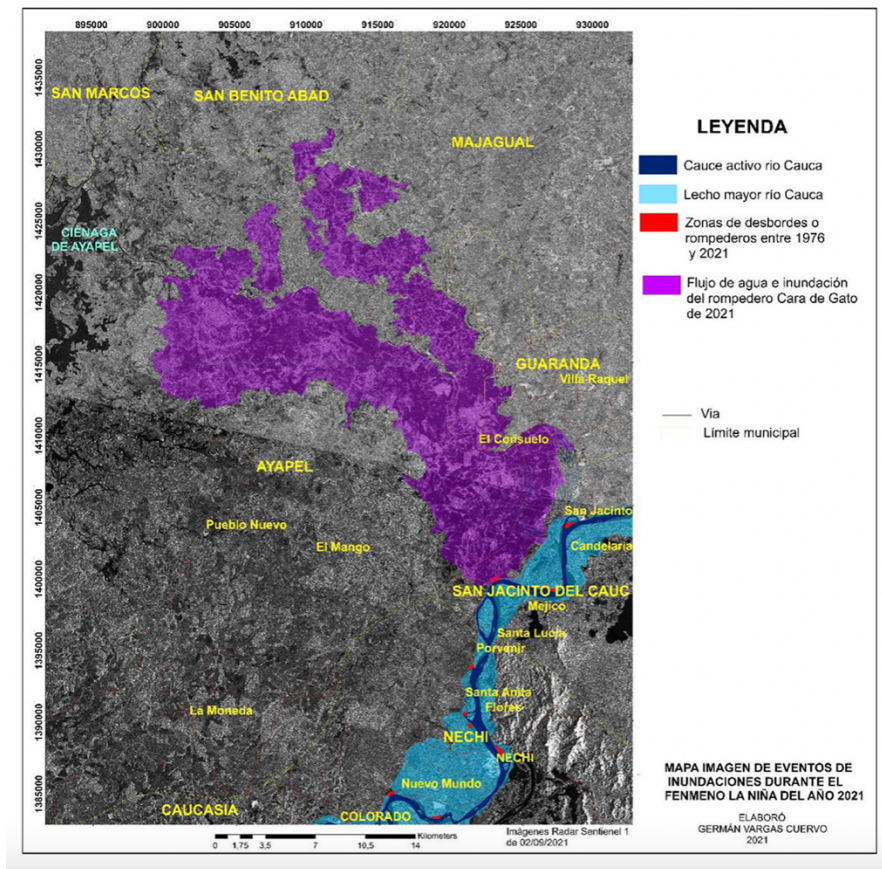 895000 900000 905000 910000 915000 920000 925000 930000
1435000
1430000
1425000
1420000
1415000
1410000
1405000
1400000
1395000
1390000
1385000
SAN MARCOS
SAN BENITO ABAD
MAJAGUAL
CIÉNAGA
DE AYAPEL
GUARANDA
Villa Raquel
El Consuelo
AYAPEL
Pueblo Nuevo
El Mango
San Jacinto
Candelaria
SAN JACINTO DEL CAUC
Mejico
Santa Lucia
Porvenir
Santa Anita
Flores
La Moneda
NECHI
NECHI
Nuevo Mundo
CAUCASIA
COLORADO
LEYENDA
Cauce activo río Cauca
Lecho mayor río Cauca
Zonas de desbordes o
rompederos entre 1976
y 2021
Flujo de agua e inundación
del rompedero Cara de Gato
de 2021
Via
Límite municipal
MAPA IMAGEN DE EVENTOS DE
INUNDACIONES DURANTE EL
FENMENO LA NIÑA DEL AÑO 2021
ELABORÓ
GERMÁN VARGAS CUERVO
2021
Kilometers
0 1,75 3,5 7 10,5 14
Imágenes Radar Sentienel 1
de 02/09/2021